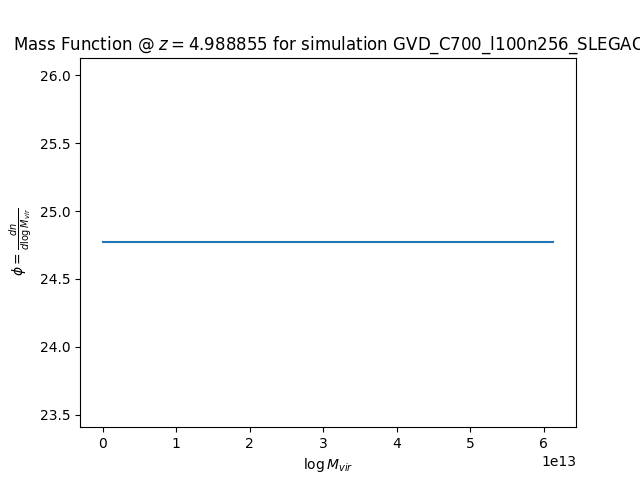 Mass Function @ z = 4.988855 for simulation GVD_C700_l100n256_SLEGAC
26.0
25.5
25.0
24.5
24.0
23.5
ϕ = dn/dlog M_vir
0 1 2 3 4 5 6
1e13
log M_vir